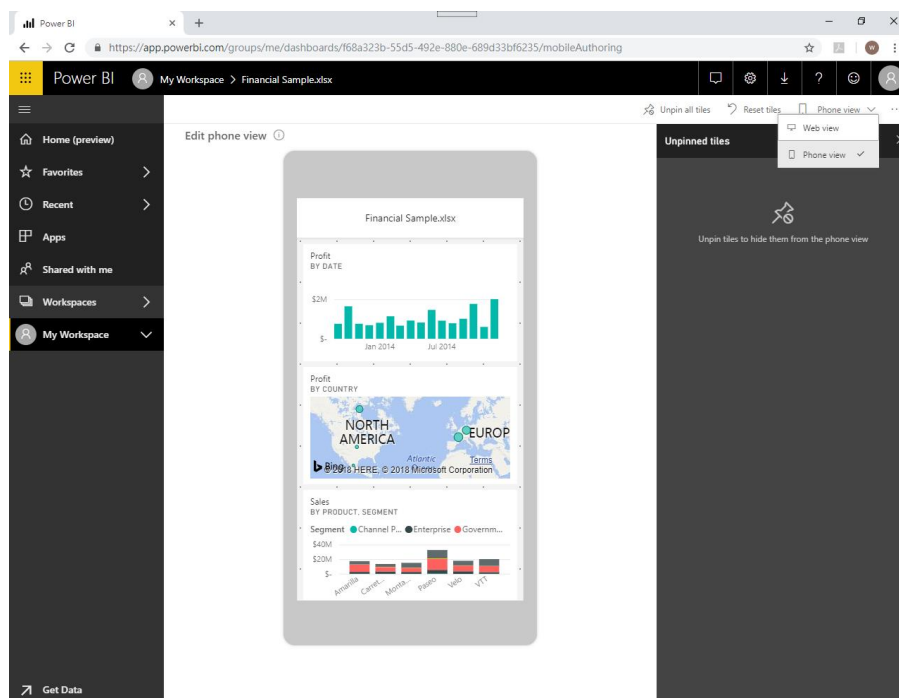 Power BI
https://app.powerbi.com/groups/me/dashboards/f68a323b-55d5-492e-880e-689d33bf6235/mobileAuthoring
W
Power BI My Workspace > Financial Sample.xlsx
Unpin all tiles Reset tiles Phone view
Web view
Phone view
Home (preview)
Favorites
Recent
Apps
Shared with me
Workspaces
My Workspace
Get Data
Edit phone view
Financial Sample.xlsx
Profit
BY DATE
$2M
$-
Jan 2014 Jul 2014
Profit
BY COUNTRY
NORTH
AMERICA
EUROP
Atlantic
Terms
Bing
© 2018 HERE, © 2018 Microsoft Corporation
Sales
BY PRODUCT, SEGMENT
Segment Channel P... Enterprise Governm...
$40M
$20M
$-
Amarilla Carret... Monta... Paseo Velo VTT
Unpinned tiles
Unpin tiles to hide them from the phone view